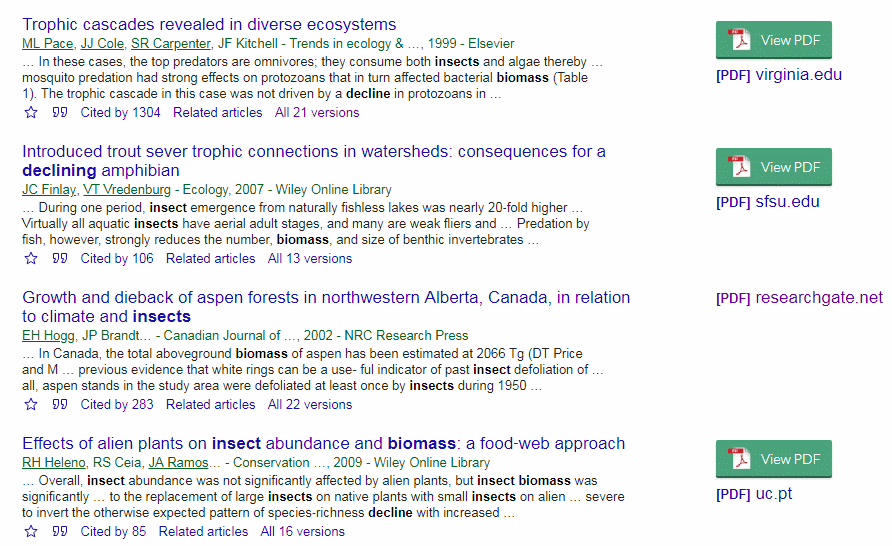 Trophic cascades revealed in diverse ecosystems
ML Pace, JJ Cole, SR Carpenter, JF Kitchell - Trends in ecology & …, 1999 - Elsevier
… In these cases, the top predators are omnivores; they consume both insects and algae thereby …
mosquito predation had strong effects on protozoans that in turn affected bacterial biomass (Table
1). The trophic cascade in this case was not driven by a decline in protozoans in …
Cited by 1304 Related articles All 21 versions
View PDF
[PDF] virginia.edu
Introduced trout sever trophic connections in watersheds: consequences for a
declining amphibian
JC Finlay, VT Vredenburg - Ecology, 2007 - Wiley Online Library
… During one period, insect emergence from naturally fishless lakes was nearly 20-fold higher …
Virtually all aquatic insects have aerial adult stages, and many are weak fliers and … Predation by
fish, however, strongly reduces the number, biomass, and size of benthic invertebrates …
Cited by 106 Related articles All 13 versions
View PDF
[PDF] sfsu.edu
Growth and dieback of aspen forests in northwestern Alberta, Canada, in relation
to climate and insects
EH Hogg, JP Brandt… - Canadian Journal of …, 2002 - NRC Research Press
… In Canada, the total aboveground biomass of aspen has been estimated at 2066 Tg (DT Price
and M … previous evidence that white rings can be a use- ful indicator of past insect defoliation of …
all, aspen stands in the study area were defoliated at least once by insects during 1950 …
Cited by 283 Related articles All 22 versions
[PDF] researchgate.net
Effects of alien plants on insect abundance and biomass: a food-web approach
RH Heleno, RS Ceia, JA Ramos… - Conservation …, 2009 - Wiley Online Library
… Overall, insect abundance was not significantly affected by alien plants, but insect biomass was
significantly … to the replacement of large insects on native plants with small insects on alien … severe
to invert the otherwise expected pattern of species-richness decline with increased …
Cited by 85 Related articles All 16 versions
View PDF
[PDF] uc.pt